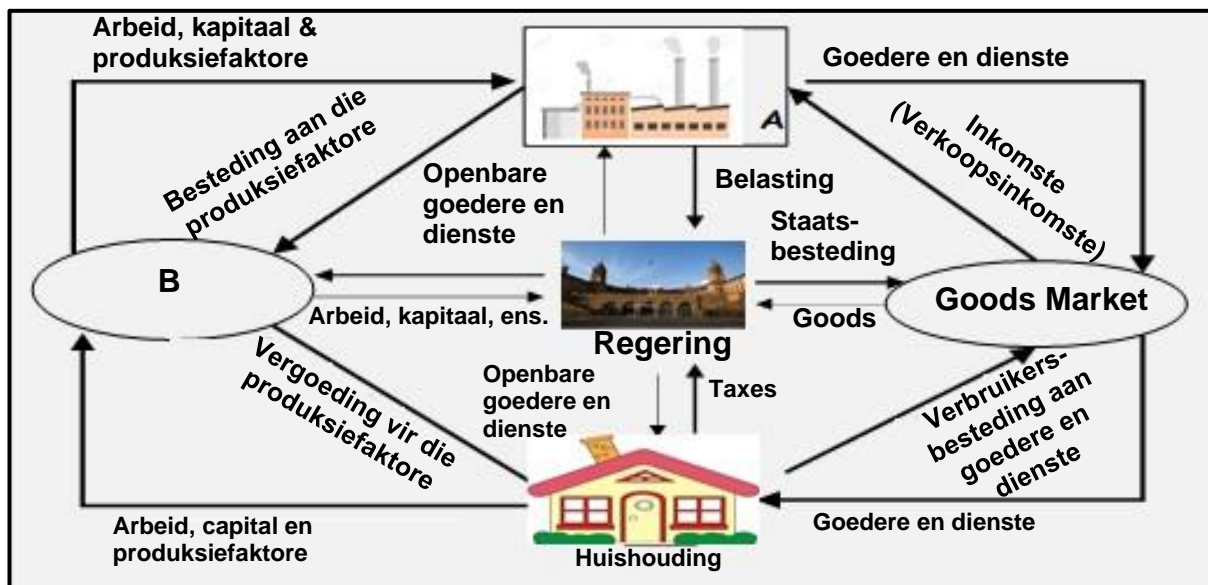 Arbeid, kapitaal &
produksiefaktore
Goedere en dienste
A
Besteding aan die
produksiefaktore
Openbare
goedere en
dienste
Belasting
Inkomste
(Verkoopsinkomste)
Staats-
besteding
B
Goods Market
Arbeid, kapitaal, ens.
Goods
Regering
Vergoeding vir die
produksiefaktore
Openbare
goedere en
dienste
Taxes
Verbruikers-
besteding aan
goedere en
dienste
Arbeid, capital en
produksiefaktore
Huishouding
Goedere en dienste